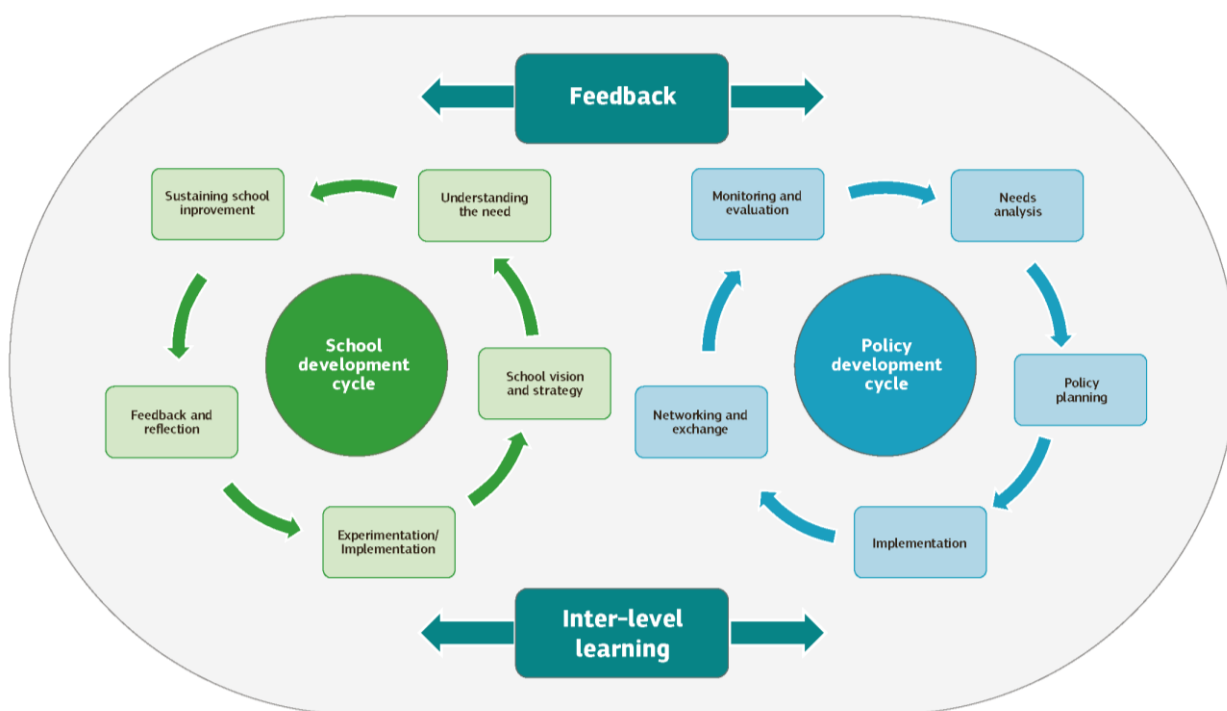 Feedback
Sustaining school
inprovement
Understanding
the need
Monitoring and
evaluation
Needs
analysis
School
development
cycle
Policy
development
cycle
School vision
and strategy
Policy
planning
Feedback and
reflection
Networking and
exchange
Experimentation/
Implementation
Implementation
Inter-level
learning